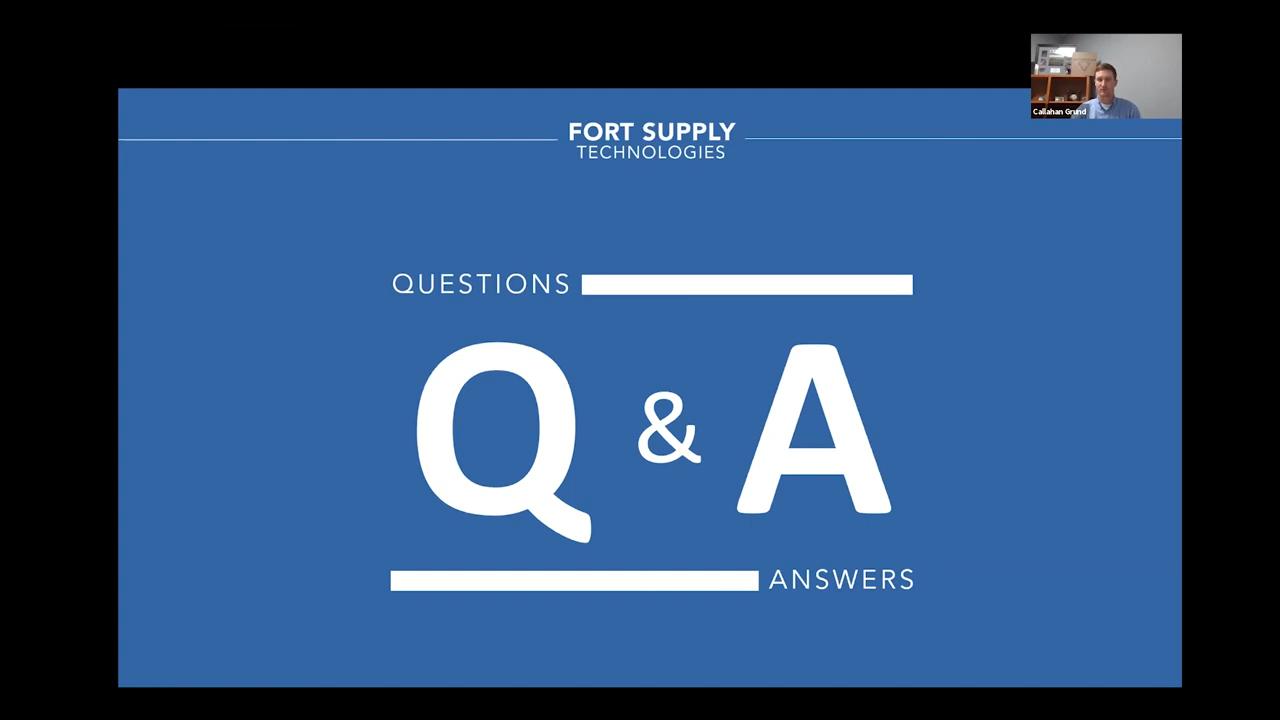 Callahan Grund
FORT SUPPLY
TECHNOLOGIES
QUESTIONS
Q & A
ANSWERS